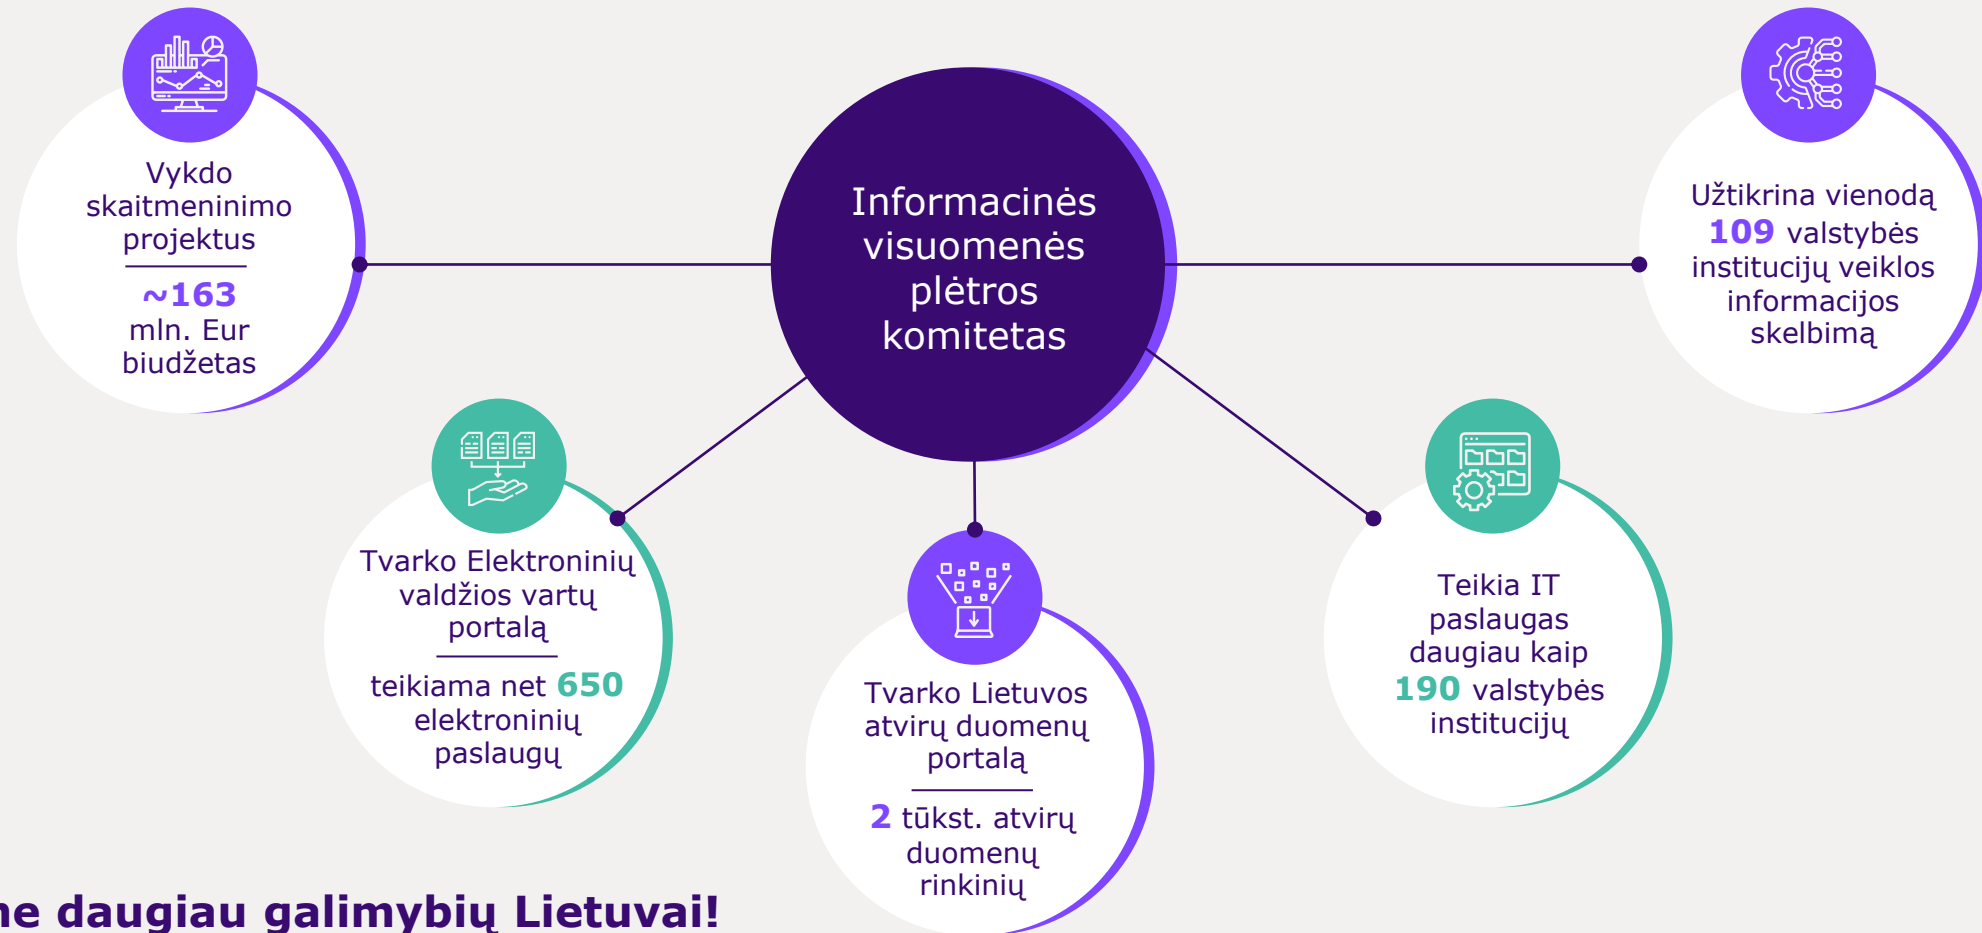 Vykdo
skaitmeninimo
projektus
~163
mln. Eur
biudžetas
Informacinės
visuomenės
plėtros
komitetas
Užtikrina vienodą
109 valstybės
institucijų veiklos
informacijos
skelbimą
Tvarko Elektroninių
valdžios vartų
portalą
teikiama net 650
elektroninių
paslaugų
Tvarko Lietuvos
atvirų duomenų
portalą
2 tūkst. atvirų
duomenų
rinkinių
Teikia IT
paslaugas
daugiau kaip
190 valstybės
institucijų
daugiau galimybių Lietuvai!